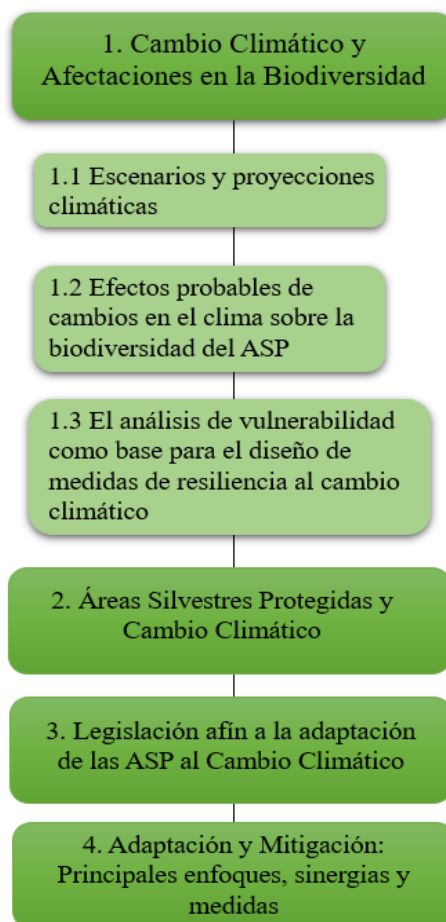 1. Cambio Climático y
Afectaciones en la Biodiversidad
1.1 Escenarios y proyecciones
climáticas
1.2 Efectos probables de
cambios en el clima sobre la
biodiversidad del ASP
1.3 El análisis de vulnerabilidad
como base para el diseño de
medidas de resiliencia al cambio
climático
2. Áreas Silvestres Protegidas y
Cambio Climático
3. Legislación afín a la adaptación
de las ASP al Cambio Climático
4. Adaptación y Mitigación:
Principales enfoques, sinergias y
medidas